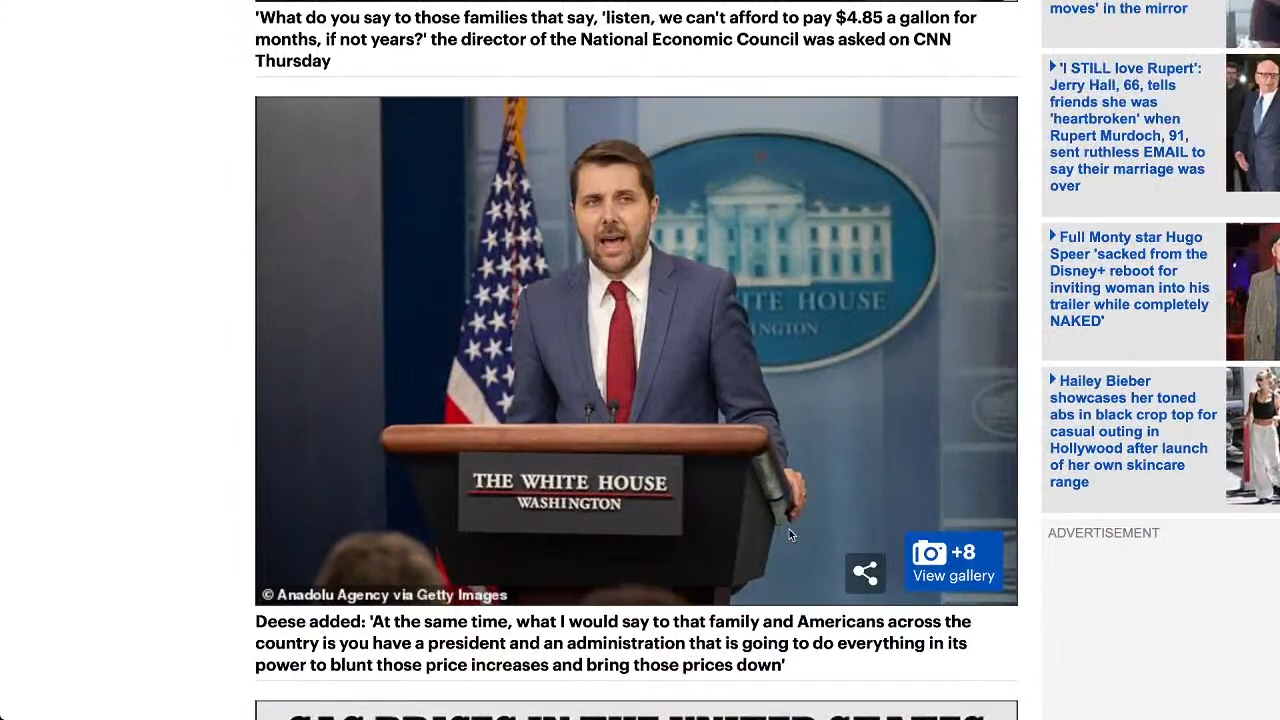 'What do you say to those families that say, 'listen, we can't afford to pay $4.85 a gallon for
months, if not years?' the director of the National Economic Council was asked on CNN
Thursday
THE WHITE HOUSE
WASHINGTON
+8
View gallery
© Anadolu Agency via Getty Images
Deese added: 'At the same time, what I would say to that family and Americans across the
country is you have a president and an administration that is going to do everything in its
power to blunt those price increases and bring those prices down'
GAS PRICES IN THE UNITED STATES
moves' in the mirror
'I STILL love Rupert':
Jerry Hall, 66, tells
friends she was
'heartbroken' when
Rupert Murdoch, 91,
sent ruthless EMAIL to
say their marriage was
over
Full Monty star Hugo
Speer 'sacked from the
Disney+ reboot for
inviting woman into his
trailer while completely
NAKED'
Hailey Bieber
showcases her toned
abs in black crop top for
casual outing in
Hollywood after launch
of her own skincare
range
ADVERTISEMENT